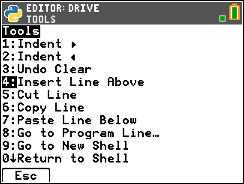 EDITOR: DRIVE
TOOLS
Tools
1:Indent ▸
2:Indent ◂
3:Undo Clear
4:Insert Line Above
5:Cut Line
6:Copy Line
7:Paste Line Below
8:Go to Program Line…
9:Go to New Shell
0↓Return to Shell
Esc